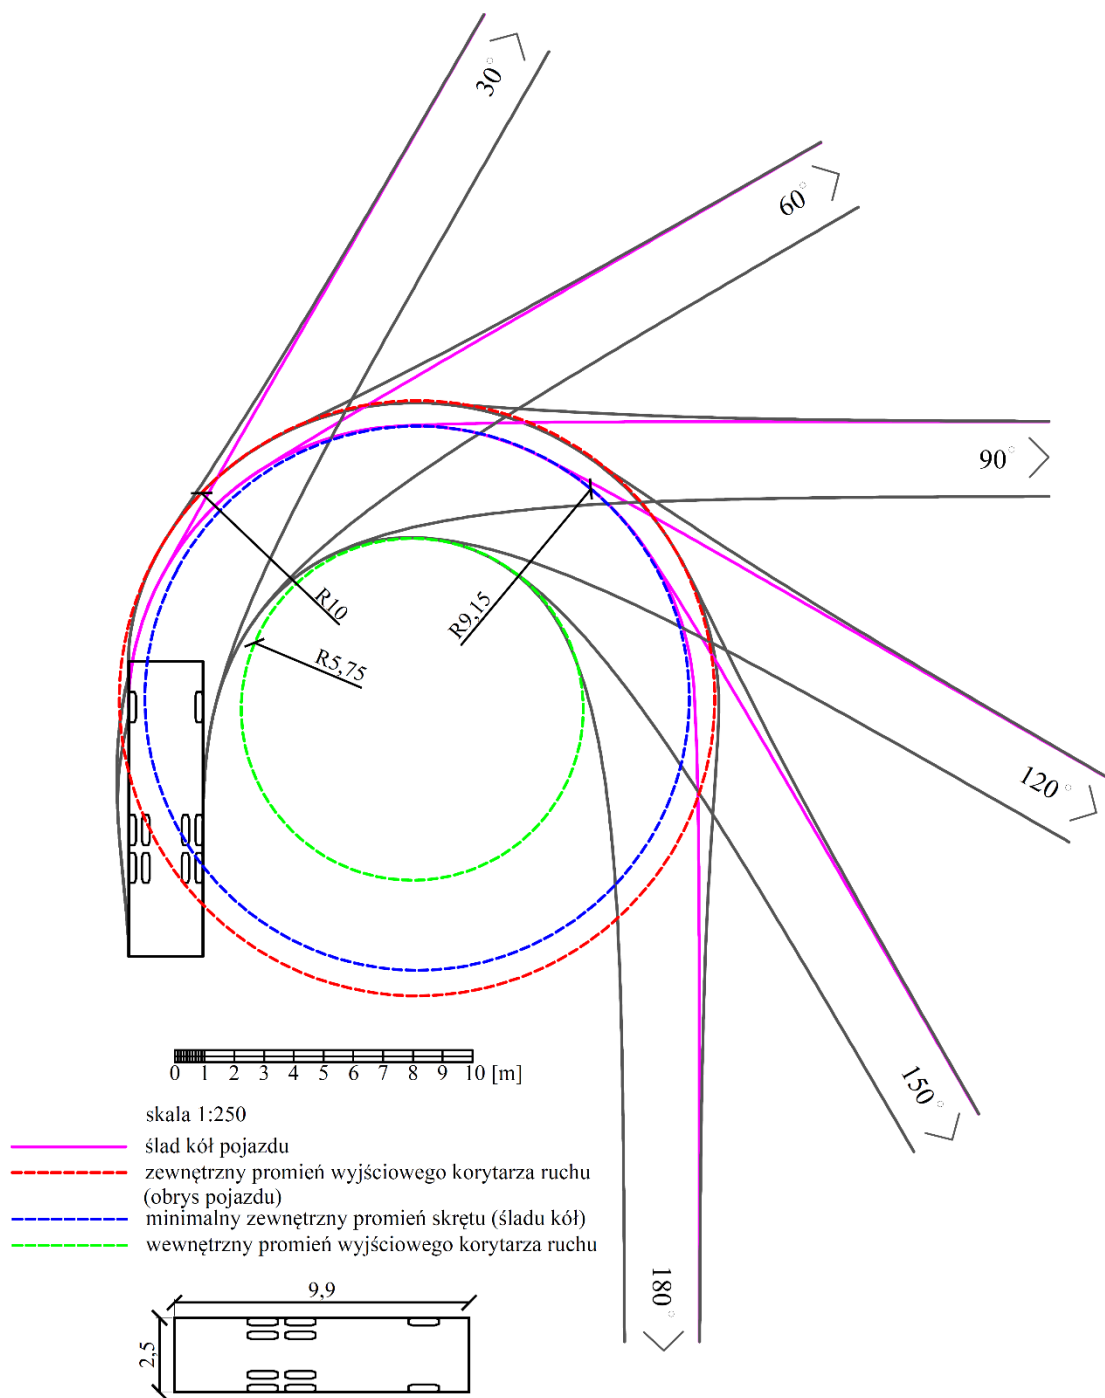 30°
60°
90°
R10
R9,15
R5,75
120°
150°
0 1 2 3 4 5 6 7 8 9 10 [m]
skala 1:250
ślad kół pojazdu
zewnętrzny promień wyjściowego korytarza ruchu
(obrys pojazdu)
minimalny zewnętrzny promień skrętu (śladu kół)
wewnętrzny promień wyjściowego korytarza ruchu
180°
9,9
2,5